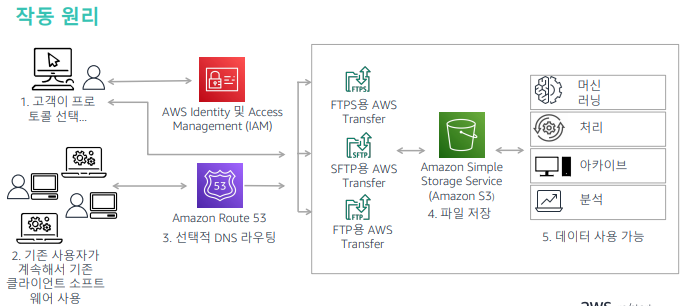 작동 원리
1. 고객이 프로
토콜 선택...
AWS Identity 및 Access
Management (IAM)
2. 기존 사용자가
계속해서 기존
클라이언트 소프트
웨어 사용
53
Amazon Route 53
3. 선택적 DNS 라우팅
FTPS
FTPS용 AWS
Transfer
SFTP
SFTP용 AWS
Transfer
FTP
FTP용 AWS
Transfer
Amazon Simple
Storage Service
(Amazon S3)
4. 파일 저장
머신
러닝
처리
아카이브
분석
5. 데이터 사용 가능
aws